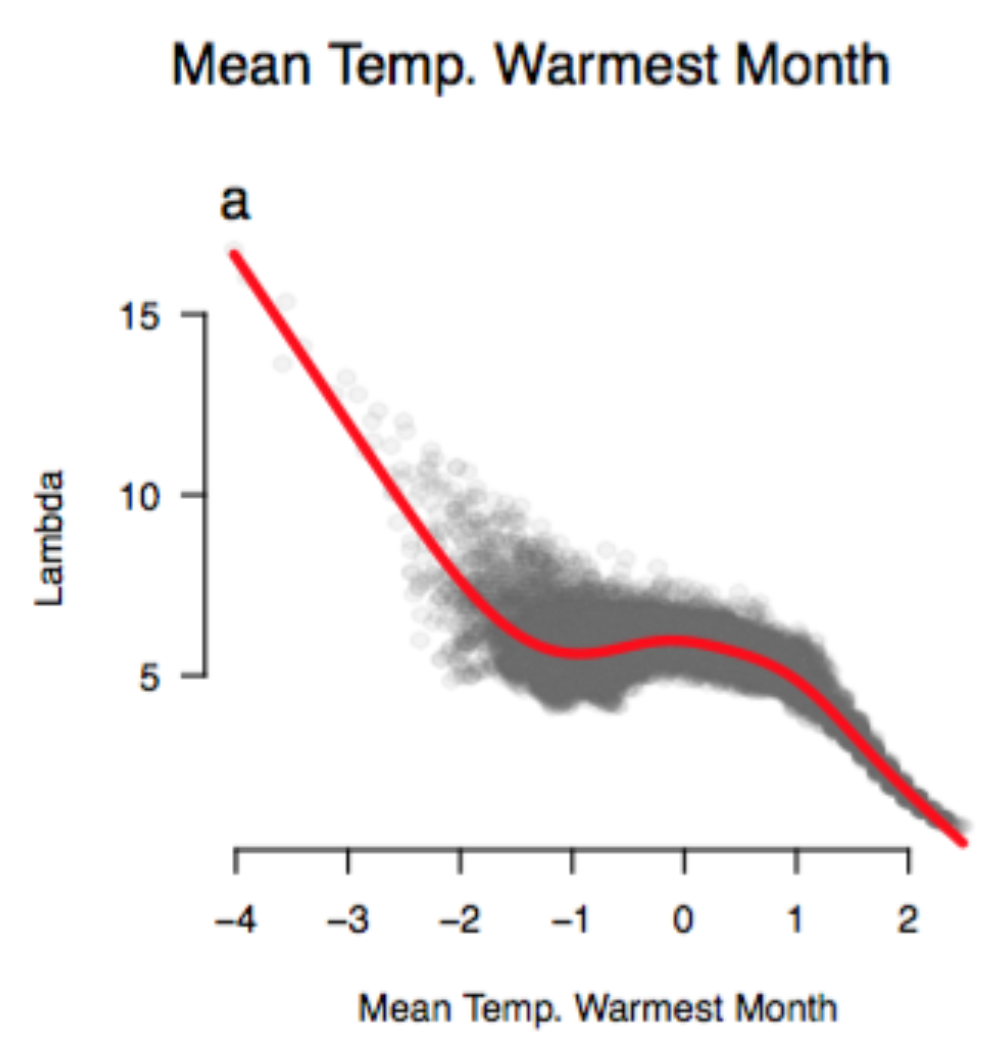 Mean Temp. Warmest Month
a
15
10
5
Lambda
−4 −3 −2 −1 0 1 2
Mean Temp. Warmest Month